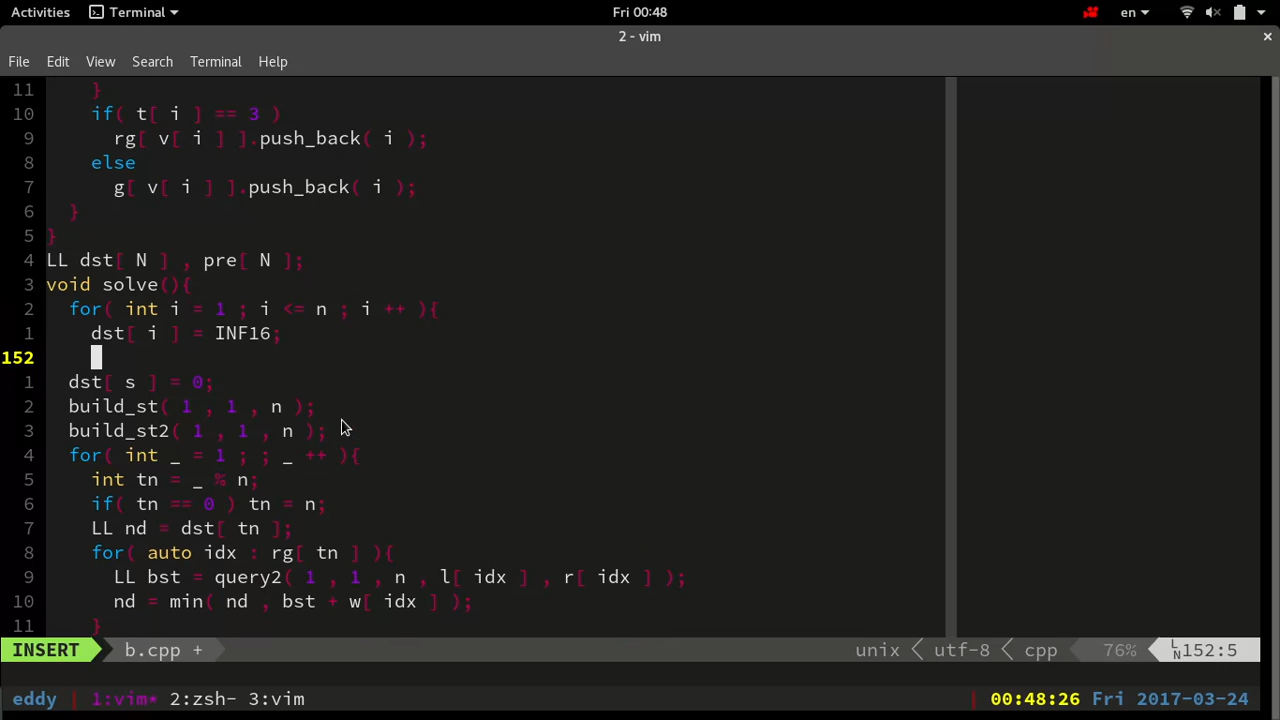 Activities Terminal Fri 00:48 en
2 - vim ×
File Edit View Search Terminal Help
11     }
10     if( t[ i ] == 3 )
9       rg[ v[ i ] ].push_back( i );
8     else
7       g[ v[ i ] ].push_back( i );
6   }
5 }
4 LL dst[ N ] , pre[ N ];
3 void solve(){
2   for( int i = 1 ; i <= n ; i ++ ){
1     dst[ i ] = INF16;
152
1   dst[ s ] = 0;
2   build_st( 1 , 1 , n );
3   build_st2( 1 , 1 , n );
4   for( int _ = 1 ; ; _ ++ ){
5     int tn = _ % n;
6     if( tn == 0 ) tn = n;
7     LL nd = dst[ tn ];
8     for( auto idx : rg[ tn ] ){
9       LL bst = query2( 1 , 1 , n , l[ idx ] , r[ idx ] );
10       nd = min( nd , bst + w[ idx ] );
11     }
INSERT b.cpp + unix utf-8 cpp 76% LN 152:5
eddy 1:vim* 2:zsh- 3:vim 00:48:26 Fri 2017-03-24